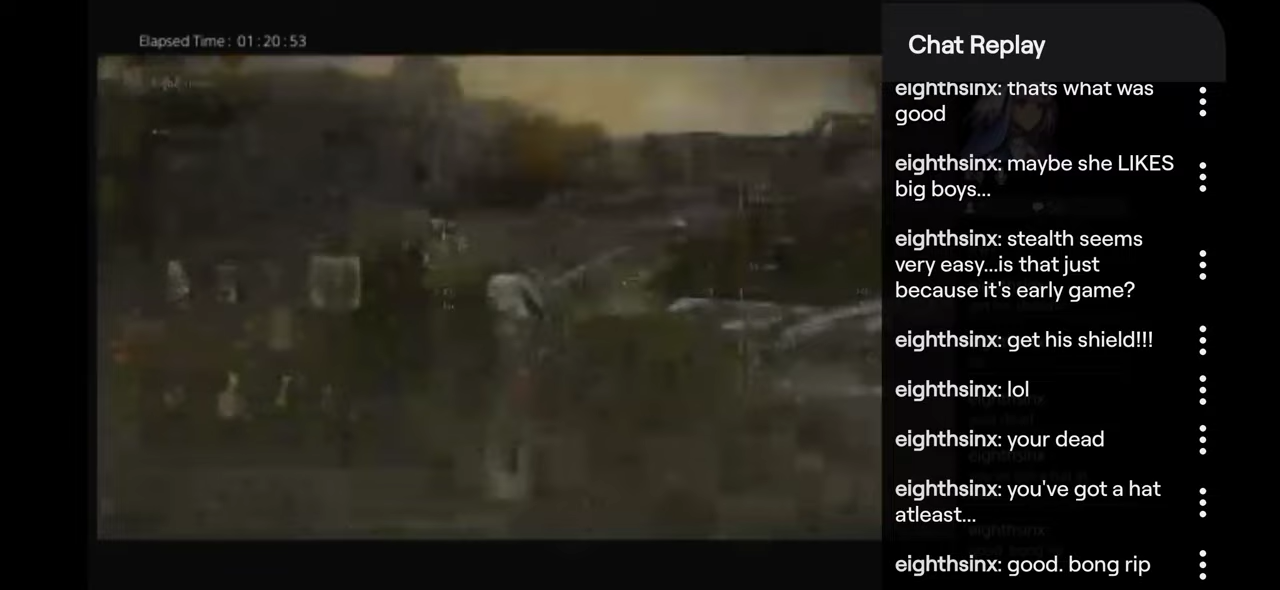 Elapsed Time : 01:20:53
Chat Replay
eighthsinx: thats what was
good
eighthsinx: maybe she LIKES
big boys...
eighthsinx: stealth seems
very easy...is that just
because it's early game?
eighthsinx: get his shield!!!
eighthsinx: lol
eighthsinx: your dead
eighthsinx: you've got a hat
atleast...
eighthsinx: good. bong rip